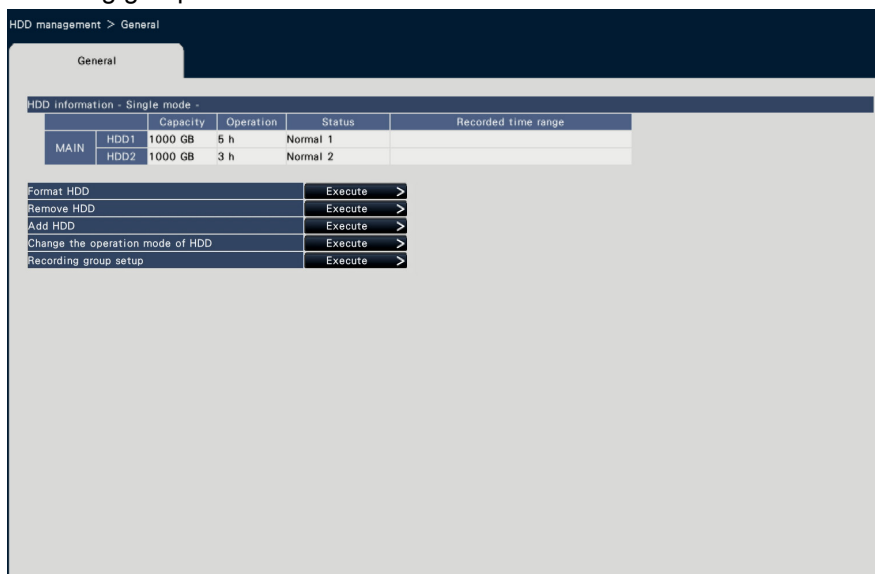 HDD management > General
General
HDD information - Single mode -
Capacity Operation Status Recorded time range
MAIN HDD1 1000 GB 5 h Normal 1
HDD2 1000 GB 3 h Normal 2
Format HDD Execute >
Remove HDD Execute >
Add HDD Execute >
Change the operation mode of HDD Execute >
Recording group setup Execute >